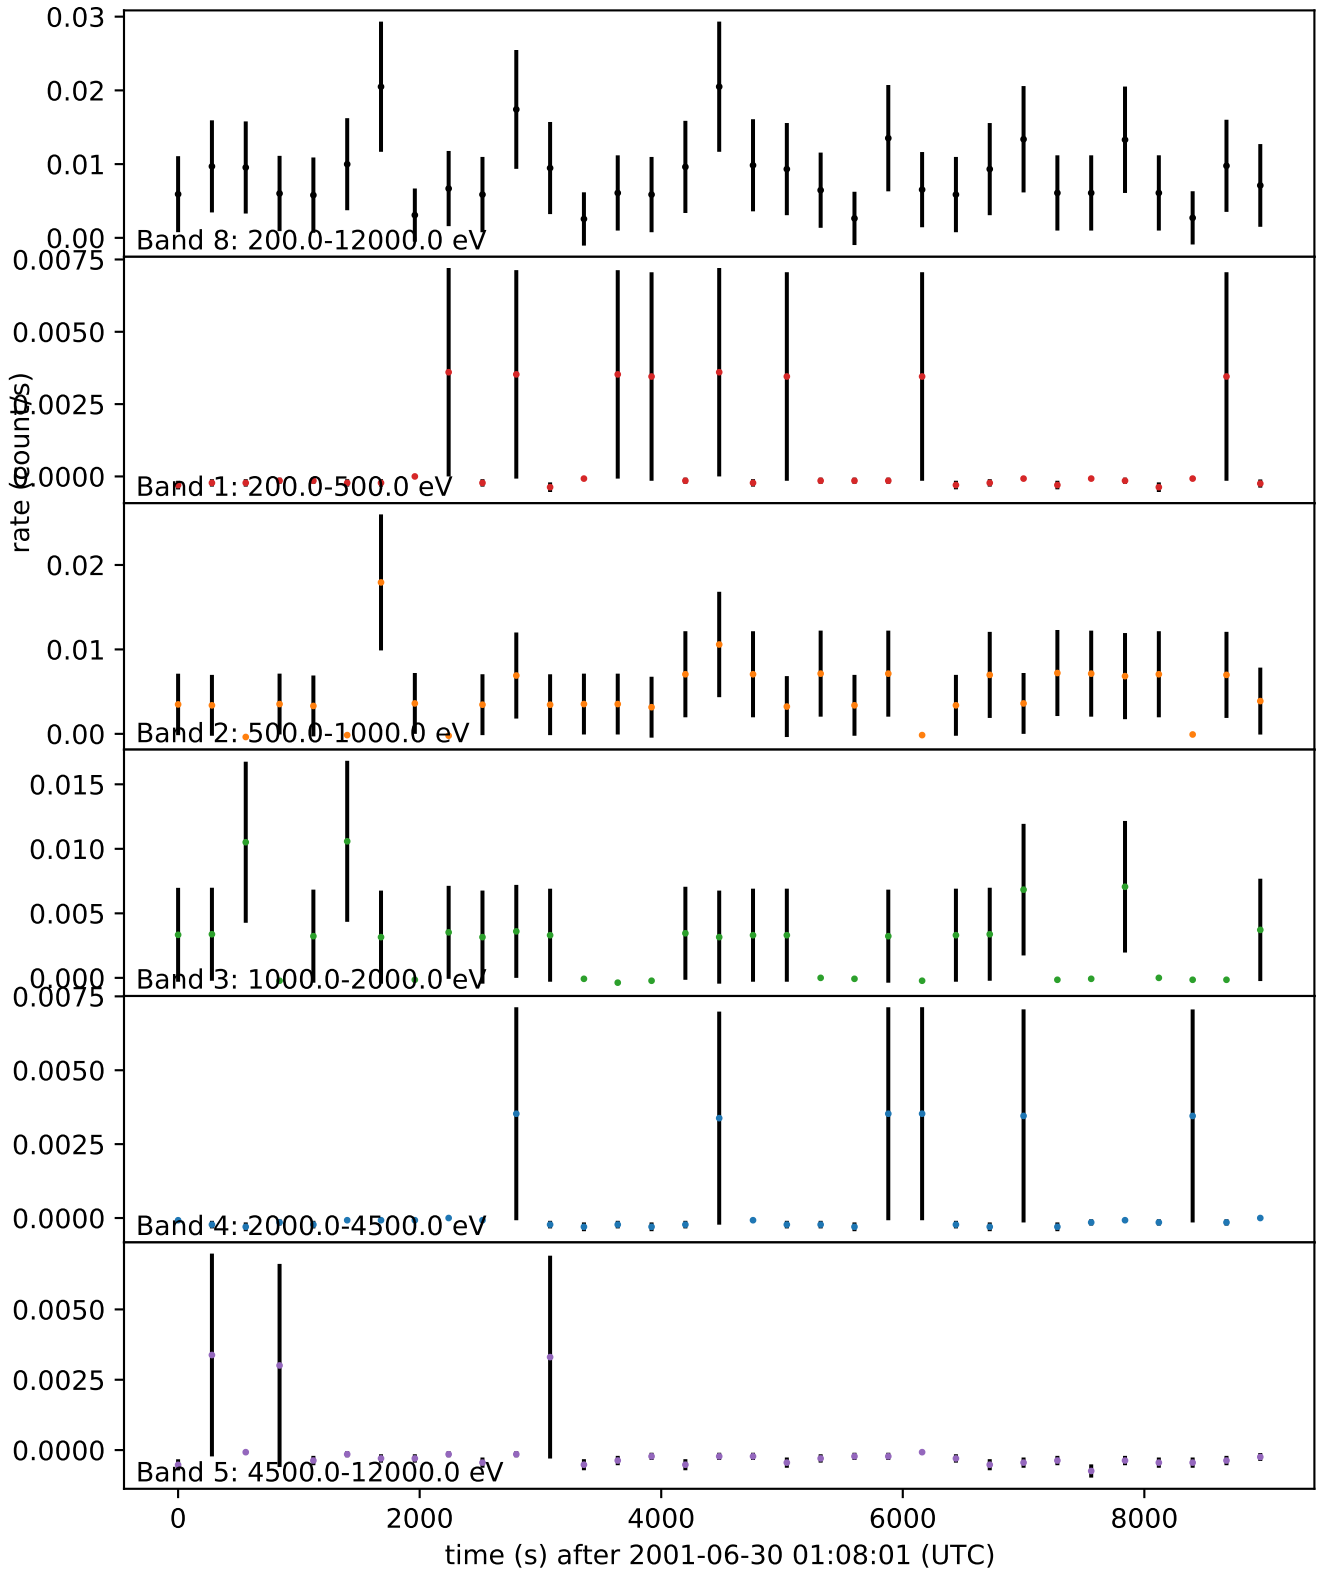 0.03
0.02
0.01
0.00
Band 8: 200.0-12000.0 eV
0.0075
0.0050
0.0025
0.0000
Band 1: 200.0-500.0 eV
rate (count/s)
0.02
0.01
0.00
Band 2: 500.0-1000.0 eV
0.015
0.010
0.005
0.000
Band 3: 1000.0-2000.0 eV
0.0075
0.0050
0.0025
0.0000
Band 4: 2000.0-4500.0 eV
0.0050
0.0025
0.0000
Band 5: 4500.0-12000.0 eV
0 2000 4000 6000 8000
time (s) after 2001-06-30 01:08:01 (UTC)